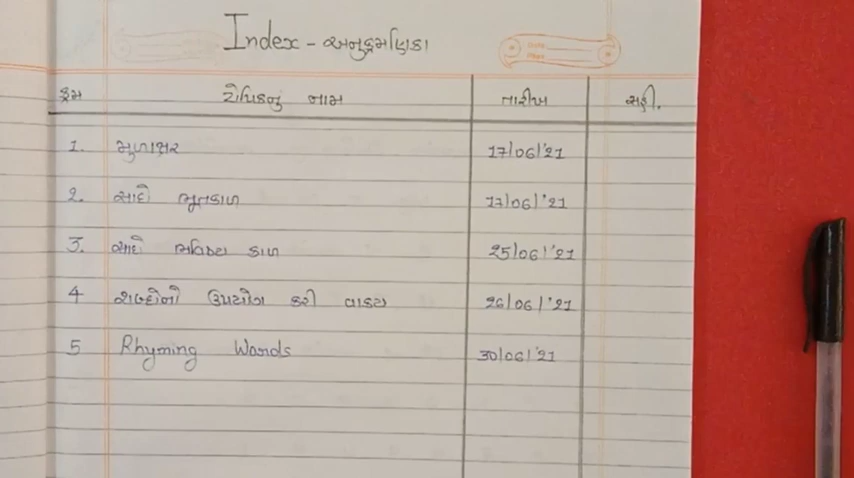 Index - અનુક્રમણિકા
ક્રમ ટોપિકનું નામ તારીખ સહી.
1. મુળાક્ષર 17/06/'21
2. સાદો ભૂતકાળ 17/06/'21
3. સાદો ભવિષ્ય કાળ 25/06/'21
4 શબ્દોનો ઉપયોગ કરી વાક્ય 26/06/'21
5 Rhyming Words 30/06/'21